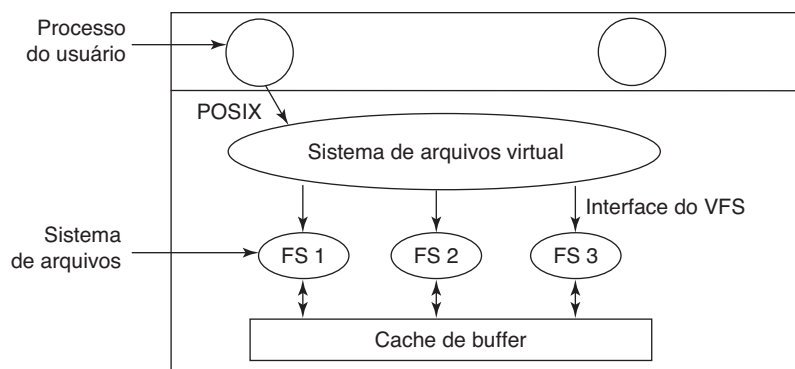 Processo
do usuário
POSIX
Sistema de arquivos virtual
Interface do VFS
Sistema
de arquivos
FS 1
FS 2
FS 3
Cache de buffer